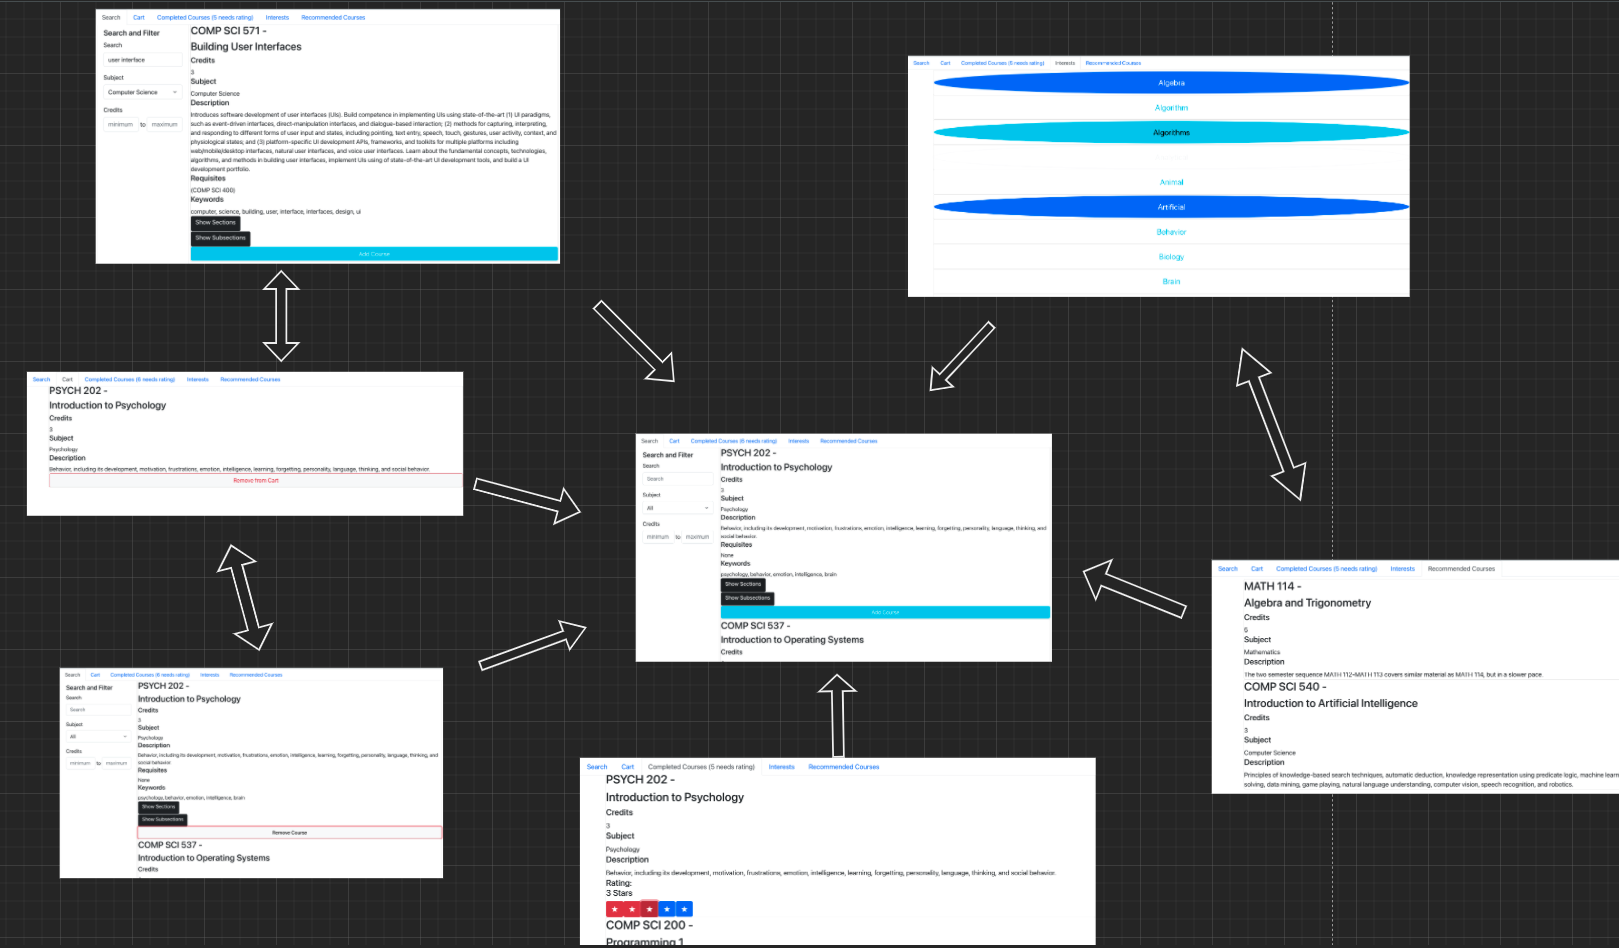 Search Cart Completed Courses (5 needs rating) Interests Recommended Courses
Search and Filter
Search
user interface
Subject
Computer Science
Credits
minimum to maximum
COMP SCI 571 -
Building User Interfaces
Credits
3
Subject
Computer Science
Description
Introduces software development of user interfaces (UIs). Build competence in implementing UIs using state-of-the-art (1) UI paradigms,
such as event-driven interfaces, direct-manipulation interfaces, and dialogue-based interaction; (2) methods for capturing, interpreting,
and responding to different forms of user input and states, including pointing, text entry, speech, touch, gestures, user activity, context, and
physiological states; and (3) platform-specific UI development APIs, frameworks, and toolkits for multiple platforms including
web/mobile/desktop interfaces, natural user interfaces, and voice user interfaces. Learn about the fundamental concepts, technologies,
algorithms, and methods in building user interfaces, implement UIs using of state-of-the-art UI development tools, and build a UI
development portfolio.
Requisites
(COMP SCI 400)
Keywords
computer, science, building, user, interface, interfaces, design, ui
Show Sections
Show Subsections
Add Course
Search Cart Completed Courses (6 needs rating) Interests Recommended Courses
Algebra
Algorithm
Algorithms
Animal
Artificial
Behavior
Biology
Brain
Search Cart Completed Courses (6 needs rating) Interests Recommended Courses
PSYCH 202 -
Introduction to Psychology
Credits
3
Subject
Psychology
Description
Behavior, including its development, motivation, frustrations, emotion, intelligence, learning, forgetting, personality, language, thinking, and social behavior.
Remove from Cart
Search Cart Completed Courses (6 needs rating) Interests Recommended Courses
Search and Filter
Search
Search
Subject
All
Credits
minimum to maximum
PSYCH 202 -
Introduction to Psychology
Credits
3
Subject
Psychology
Description
Behavior, including its development, motivation, frustrations, emotion, intelligence, learning, forgetting, personality, language, thinking, and
social behavior.
Requisites
None
Keywords
psychology, behavior, emotion, intelligence, brain
Show Sections
Show Subsections
Add Course
COMP SCI 537 -
Introduction to Operating Systems
Credits
Search Cart Completed Courses (5 needs rating) Interests Recommended Courses
MATH 114 -
Algebra and Trigonometry
Credits
5
Subject
Mathematics
Description
The two semester sequence MATH 112-MATH 113 covers similar material as MATH 114, but in a slower pace.
COMP SCI 540 -
Introduction to Artificial Intelligence
Credits
3
Subject
Computer Science
Description
Principles of knowledge-based search techniques, automatic deduction, knowledge representation using predicate logic, machine learn
solving, data mining, game playing, natural language understanding, computer vision, speech recognition, and robotics.
Search Cart Completed Courses (6 needs rating) Interests Recommended Courses
Search and Filter
Search
Search
Subject
All
Credits
minimum to maximum
PSYCH 202 -
Introduction to Psychology
Credits
3
Subject
Psychology
Description
Behavior, including its development, motivation, frustrations, emotion, intelligence, learning, forgetting, personality, language, thinking, and
social behavior.
Requisites
None
Keywords
psychology, behavior, emotion, intelligence, brain
Show Sections
Show Subsections
Remove Course
COMP SCI 537 -
Introduction to Operating Systems
Credits
Search Cart Completed Courses (5 needs rating) Interests Recommended Courses
PSYCH 202 -
Introduction to Psychology
Credits
3
Subject
Psychology
Description
Behavior, including its development, motivation, frustrations, emotion, intelligence, learning, forgetting, personality, language, thinking, and social behavior.
Rating:
3 Stars
COMP SCI 200 -
Programming 1